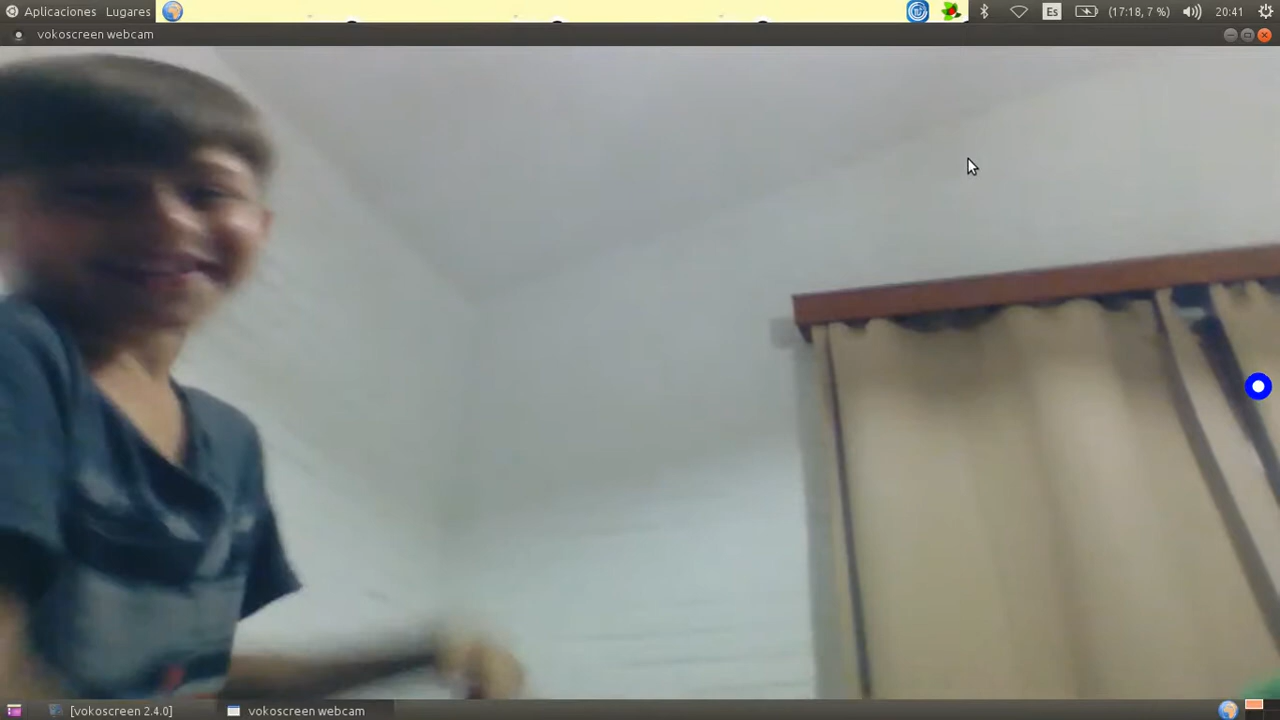 Aplicaciones Lugares Es (17:18, 7 %) 20:41
vokoscreen webcam
[vokoscreen 2.4.0] vokoscreen webcam